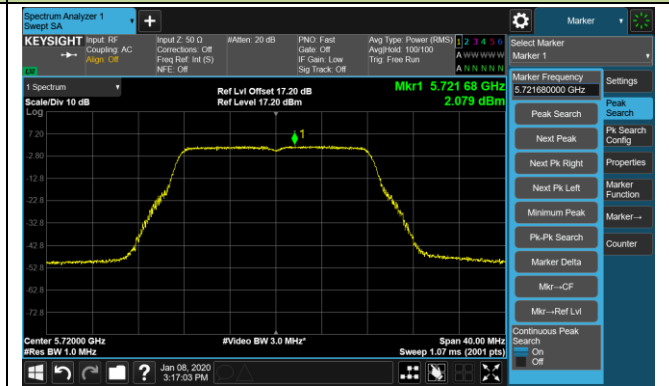 Spectrum Analyzer 1
Swept SA
Marker
KEYSIGHT
Input: RF
Coupling: AC
Align: Off
Input Z: 50 Ω
Corrections: Off
Freq Ref: Int (S)
NFE: Off
#Atten: 20 dB
PNO: Fast
Gate: Off
IF Gain: Low
Sig Track: Off
Avg Type: Power (RMS)
Avg|Hold: 100/100
Trig: Free Run
1 2 3 4 5 6
A W W W W W
A N N N N N
LW
Select Marker
Marker 1
1 Spectrum
Scale/Div 10 dB
Log
Ref Lvl Offset 17.20 dB
Ref Level 17.20 dBm
Mkr1 5.721 68 GHz
2.079 dBm
1
7.20
-2.80
-12.8
-22.8
-32.8
-42.8
-52.8
-62.8
-72.8
Center 5.72000 GHz
#Res BW 1.0 MHz
#Video BW 3.0 MHz*
Span 40.00 MHz
Sweep 1.07 ms (2001 pts)
Marker Frequency
5.721680000 GHz
Peak Search
Next Peak
Next Pk Right
Next Pk Left
Minimum Peak
Pk-Pk Search
Marker Delta
Mkr→CF
Mkr→Ref Lvl
Continuous Peak
Search
On
Off
Settings
Peak
Search
Pk Search
Config
Properties
Marker
Function
Marker→
Counter
Jan 08, 2020
3:17:03 PM